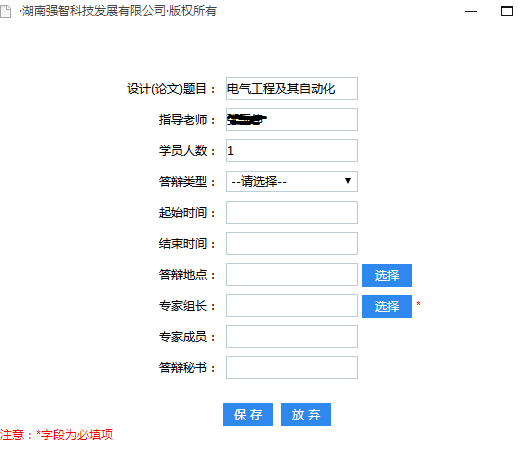 ·湖南强智科技发展有限公司·版权所有
设计(论文)题目： 电气工程及其自动化
指导老师：
学员人数： 1
答辩类型： --请选择--
起始时间：
结束时间：
答辩地点： 选择
专家组长： 选择 *
专家成员：
答辩秘书：
保 存 放 弃
注意：*字段为必填项